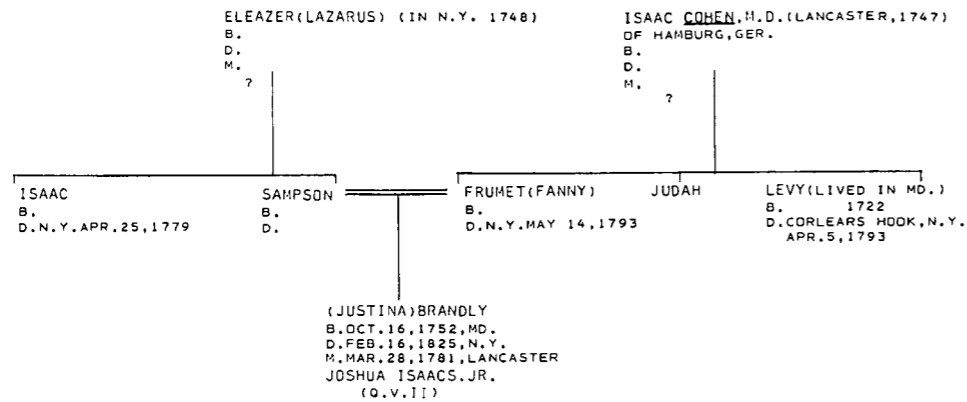 ELEAZER(LAZARUS) (IN N.Y. 1748)
B.
D.
M.
?
ISAAC COHEN,M.D.(LANCASTER,1747)
OF HAMBURG,GER.
B.
D.
M.
?
ISAAC
B.
D.N.Y.APR.25,1779
SAMPSON
B.
D.
FRUMET(FANNY)
B.
D.N.Y.MAY 14,1793
JUDAH
LEVY(LIVED IN MD.)
B. 1722
D.CORLEARS HOOK,N.Y.
APR.5,1793
(JUSTINA)BRANDLY
B.OCT.16,1752,MD.
D.FEB.16,1825,N.Y.
M.MAR.28,1781,LANCASTER
JOSHUA ISAACS.JR.
(Q.V.II)